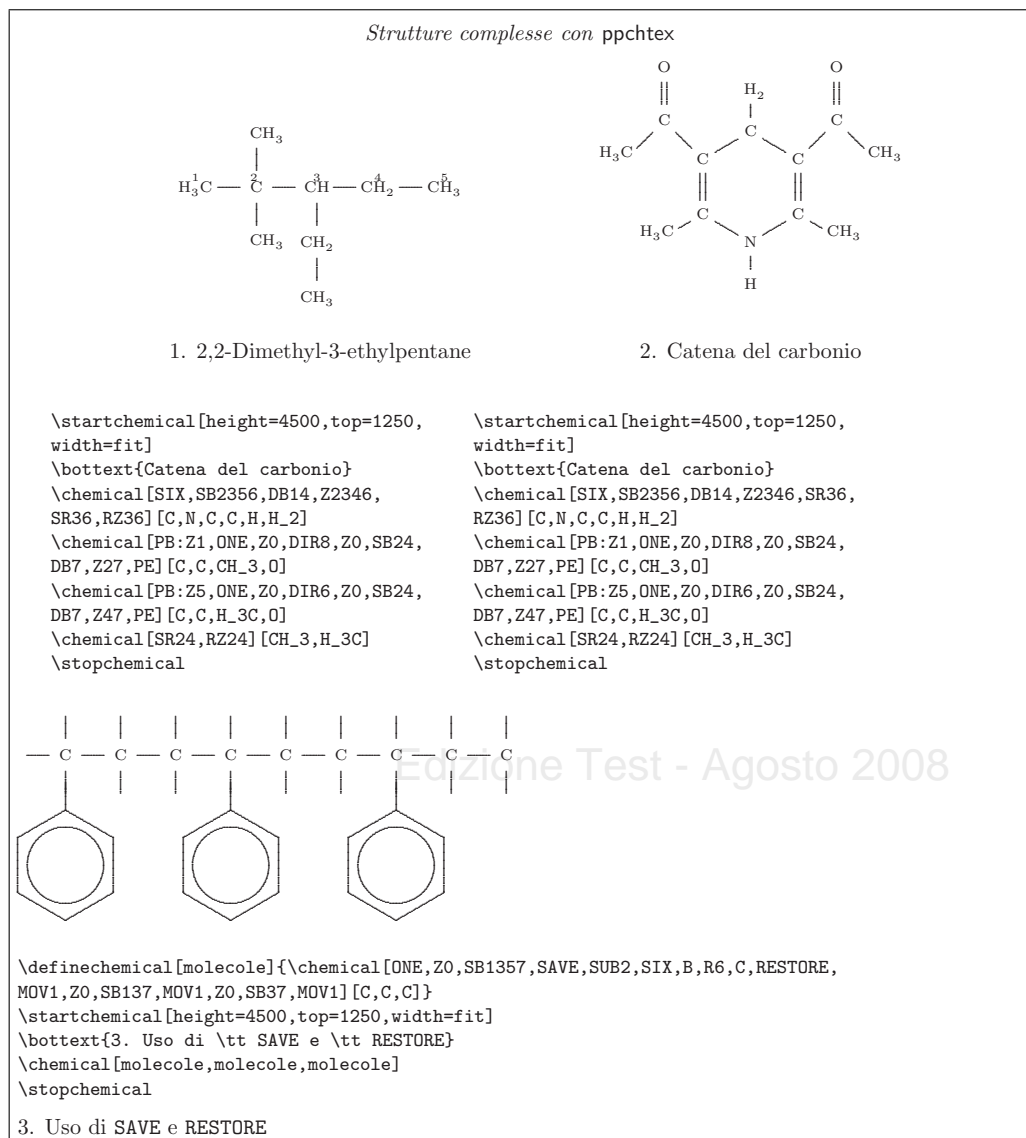 Strutture complesse con ppchtex
CH3
1 2 3 4 5
H3C C CH CH2 CH3
CH3 CH2
CH3
O O
H2
C C
C
H3C C C CH3
C C
H3C N CH3
H
1. 2,2-Dimethyl-3-ethylpentane
2. Catena del carbonio
\startchemical[height=4500,top=1250,
width=fit]
\bottext{Catena del carbonio}
\chemical[SIX,SB2356,DB14,Z2346,
SR36,RZ36][C,N,C,C,H,H_2]
\chemical[PB:Z1,ONE,Z0,DIR8,Z0,SB24,
DB7,Z27,PE][C,C,CH_3,O]
\chemical[PB:Z5,ONE,Z0,DIR6,Z0,SB24,
DB7,Z47,PE][C,C,H_3C,O]
\chemical[SR24,RZ24][CH_3,H_3C]
\stopchemical
\startchemical[height=4500,top=1250,
width=fit]
\bottext{Catena del carbonio}
\chemical[SIX,SB2356,DB14,Z2346,SR36,
RZ36][C,N,C,C,H,H_2]
\chemical[PB:Z1,ONE,Z0,DIR8,Z0,SB24,
DB7,Z27,PE][C,C,CH_3,O]
\chemical[PB:Z5,ONE,Z0,DIR6,Z0,SB24,
DB7,Z47,PE][C,C,H_3C,O]
\chemical[SR24,RZ24][CH_3,H_3C]
\stopchemical
C C C C C C C C C
Edizione Test - Agosto 2008
\definechemical[molecole]{\chemical[ONE,Z0,SB1357,SAVE,SUB2,SIX,B,R6,C,RESTORE,
MOV1,Z0,SB137,MOV1,Z0,SB37,MOV1][C,C,C]}
\startchemical[height=4500,top=1250,width=fit]
\bottext{3. Uso di \tt SAVE e \tt RESTORE}
\chemical[molecole,molecole,molecole]
\stopchemical
3. Uso di SAVE e RESTORE